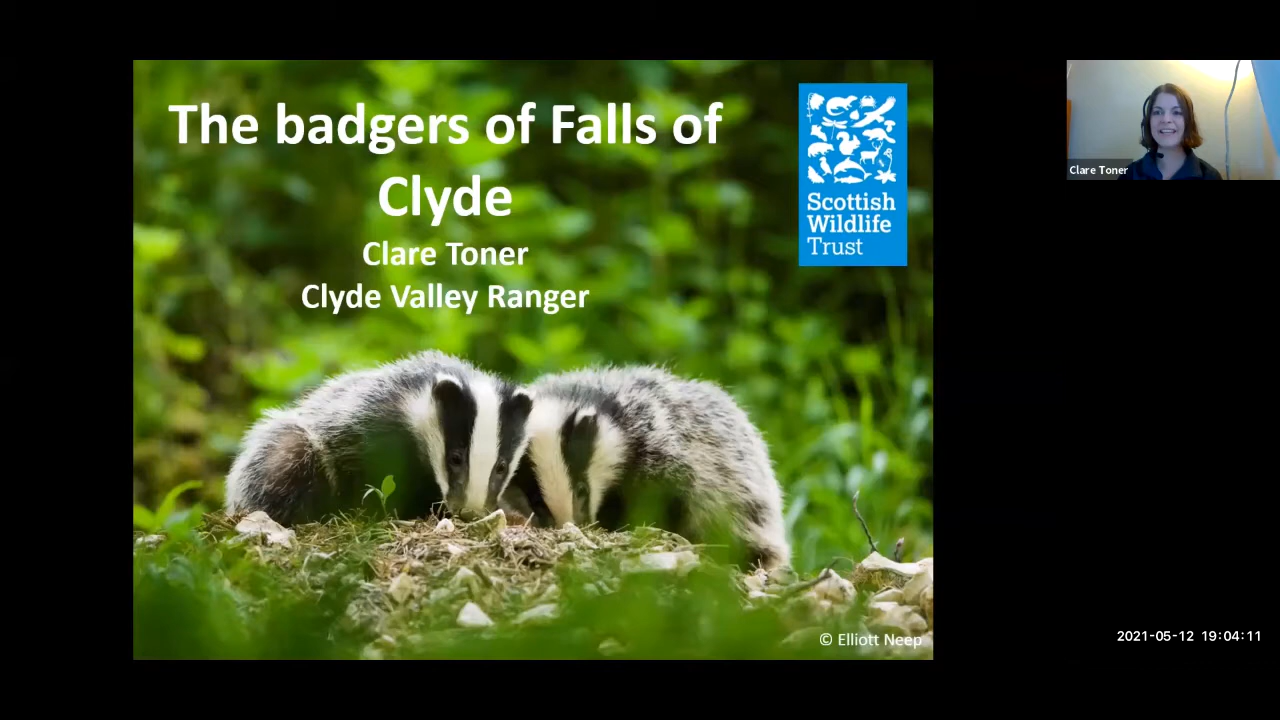 The badgers of Falls of
Clyde
Clare Toner
Clyde Valley Ranger
Scottish
Wildlife
Trust
Clare Toner
2021-05-12 19:04:11
© Elliott Neep